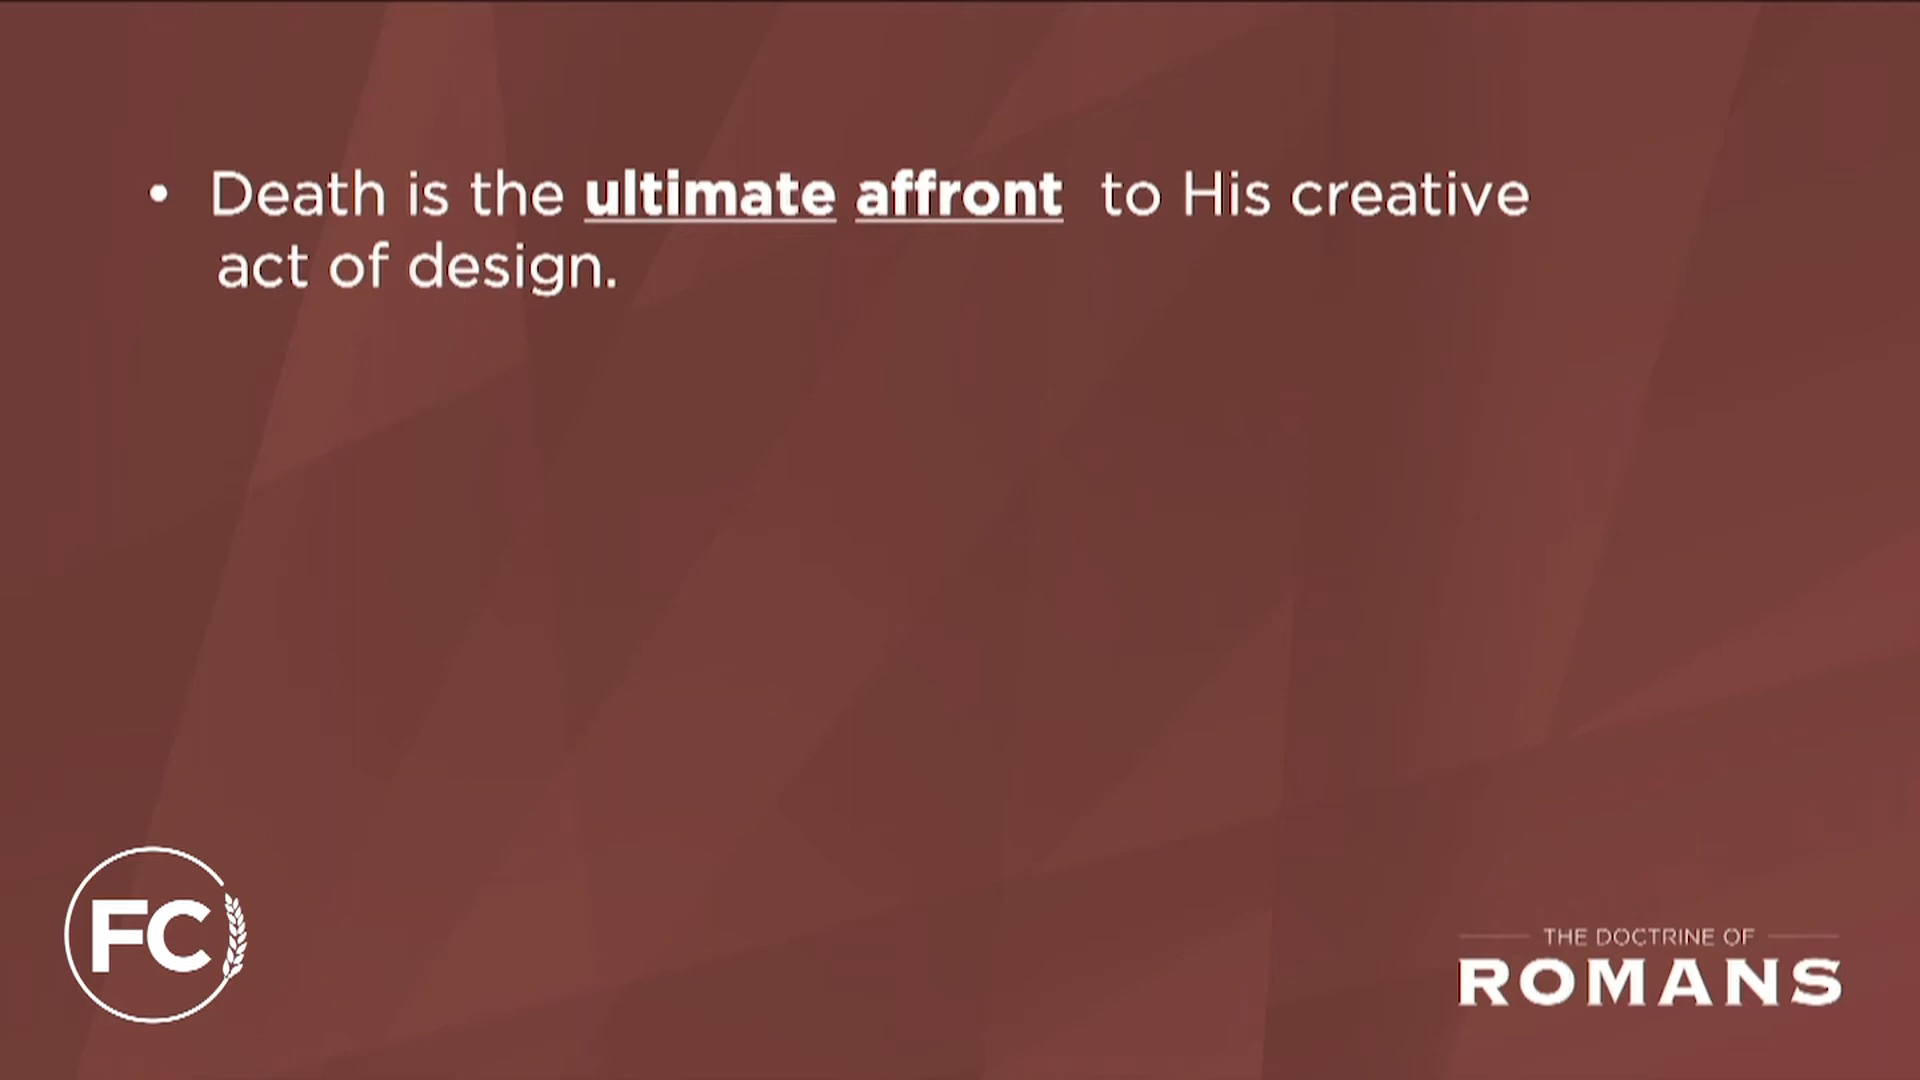 • Death is the ultimate affront to His creative
act of design.
FC
THE DOCTRINE OF
ROMANS